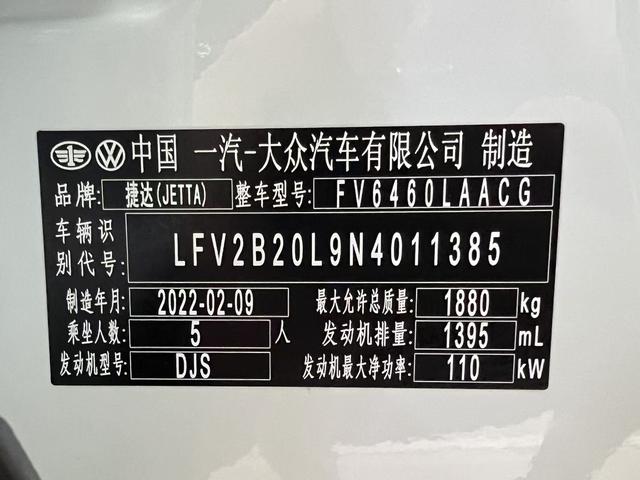 中国 一汽-大众汽车有限公司 制造
品牌: 捷达(JETTA) 整车型号: FV6460LAACG
车辆识别代号: LFV2B20L9N4011385
制造年月: 2022-02-09 最大允许总质量: 1880 kg
乘坐人数: 5 人 发动机排量: 1395 mL
发动机型号: DJS 发动机最大净功率: 110 kW